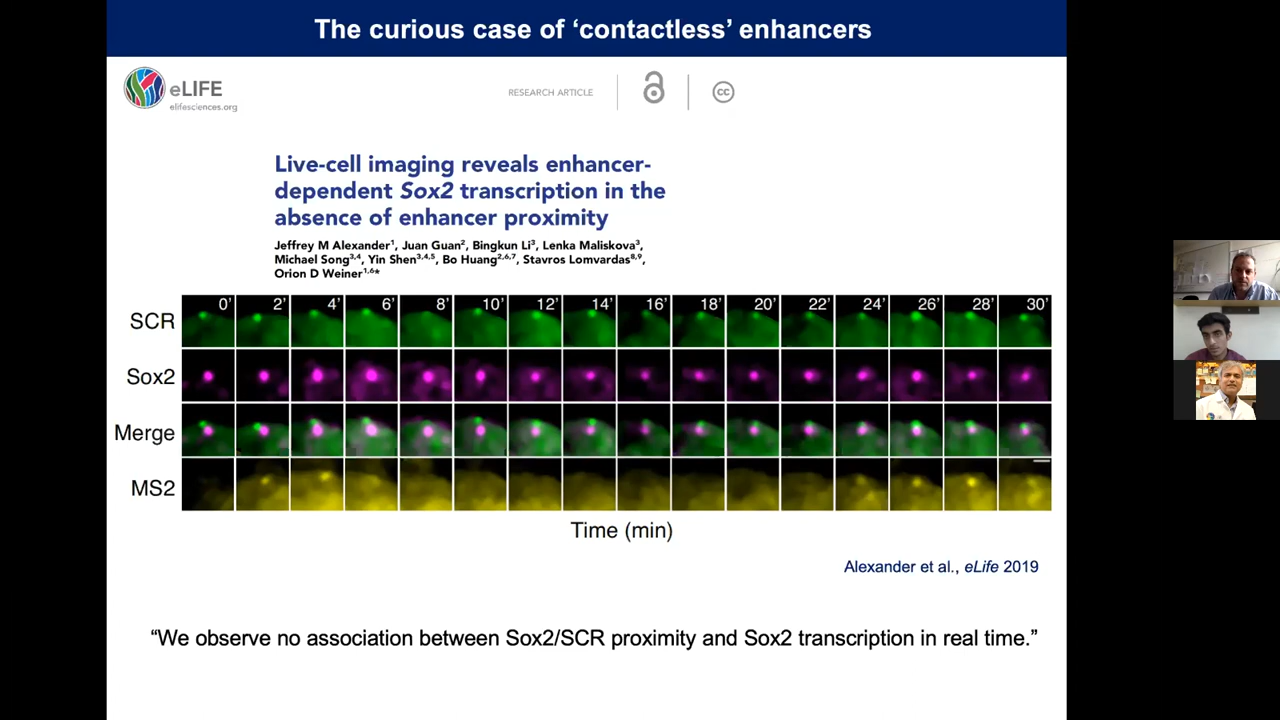 The curious case of ‘contactless’ enhancers
eLIFE
elifesciences.org
RESEARCH ARTICLE
cc
Live-cell imaging reveals enhancer-
dependent Sox2 transcription in the
absence of enhancer proximity
Jeffrey M Alexander1, Juan Guan2, Bingkun Li3, Lenka Maliskova3,
Michael Song3,4, Yin Shen3,4,5, Bo Huang2,6,7, Stavros Lomvardas8,9,
Orion D Weiner1,6*
0’ 2’ 4’ 6’ 8’ 10’ 12’ 14’ 16’ 18’ 20’ 22’ 24’ 26’ 28’ 30’
SCR
Sox2
Merge
MS2
Time (min)
Alexander et al., eLife 2019
“We observe no association between Sox2/SCR proximity and Sox2 transcription in real time.”